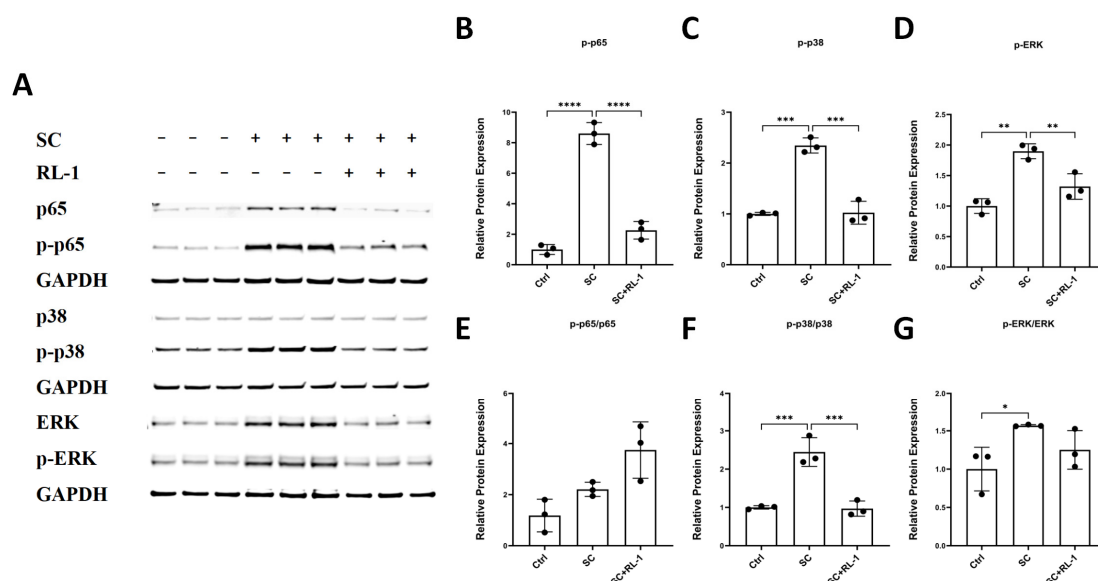 A
SC − − − + + + + + +
RL-1 − − − − − − + + +
p65
p-p65
GAPDH
p38
p-p38
GAPDH
ERK
p-ERK
GAPDH
B
p-p65
Relative Protein Expression
10
8
6
4
2
0
**** ****
Ctrl
SC
SC+RL-1
C
p-p38
Relative Protein Expression
3
2
1
0
*** ***
Ctrl
SC
SC+RL-1
D
p-ERK
Relative Protein Expression
2.0
1.5
1.0
0.5
0.0
** **
Ctrl
SC
SC+RL-1
E
p-p65/p65
Relative Protein Expression
6
4
2
0
Ctrl
SC
SC+RL-1
F
p-p38/p38
Relative Protein Expression
4
3
2
1
0
*** ***
Ctrl
SC
SC+RL-1
G
p-ERK/ERK
Relative Protein Expression
2.0
1.5
1.0
0.5
0.0
*
Ctrl
SC
SC+RL-1